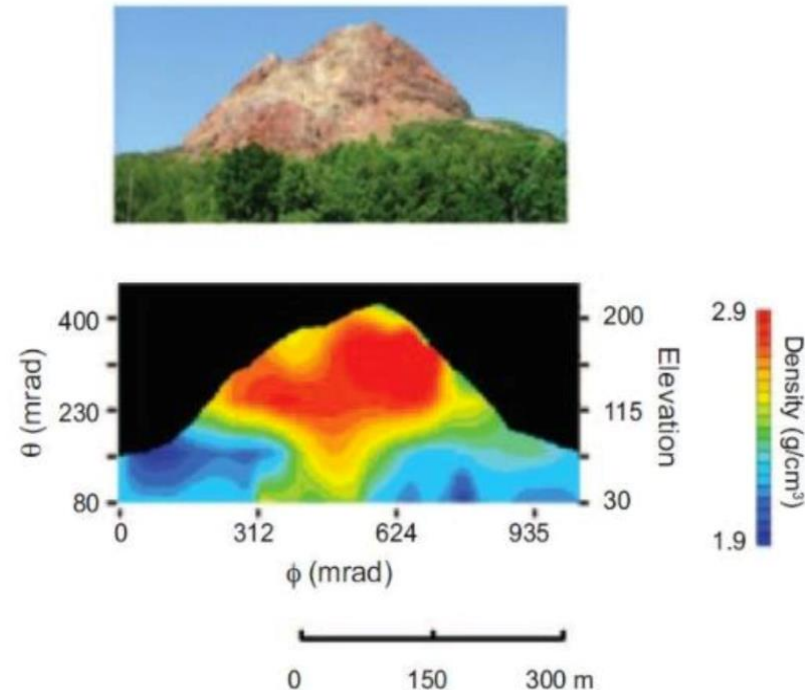 400
230
80
θ (mrad)
0 312 624 935
ϕ (mrad)
200
115
30
Elevation
2.9
1.9
Density (g/cm³)
0 150 300 m